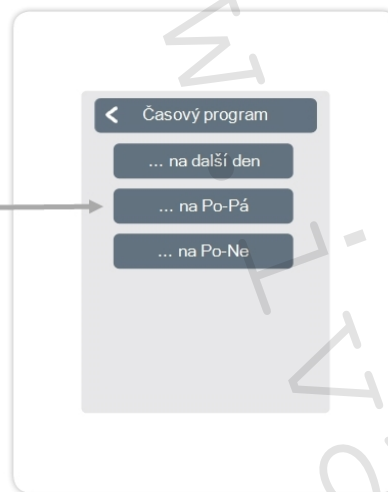 Časový program
... na další den
... na Po-Pá
... na Po-Ne